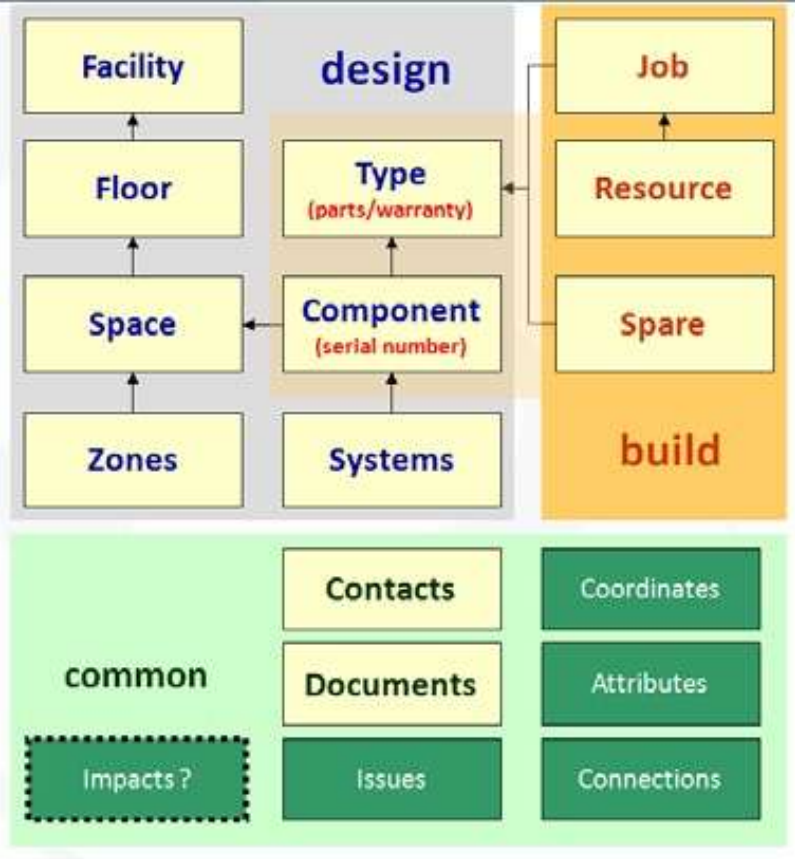 Facility
design
Job
Floor
Type
(parts/warranty)
Resource
Space
Component
(serial number)
Spare
Zones
Systems
build
Contacts
Coordinates
common
Documents
Attributes
Impacts ?
Issues
Connections